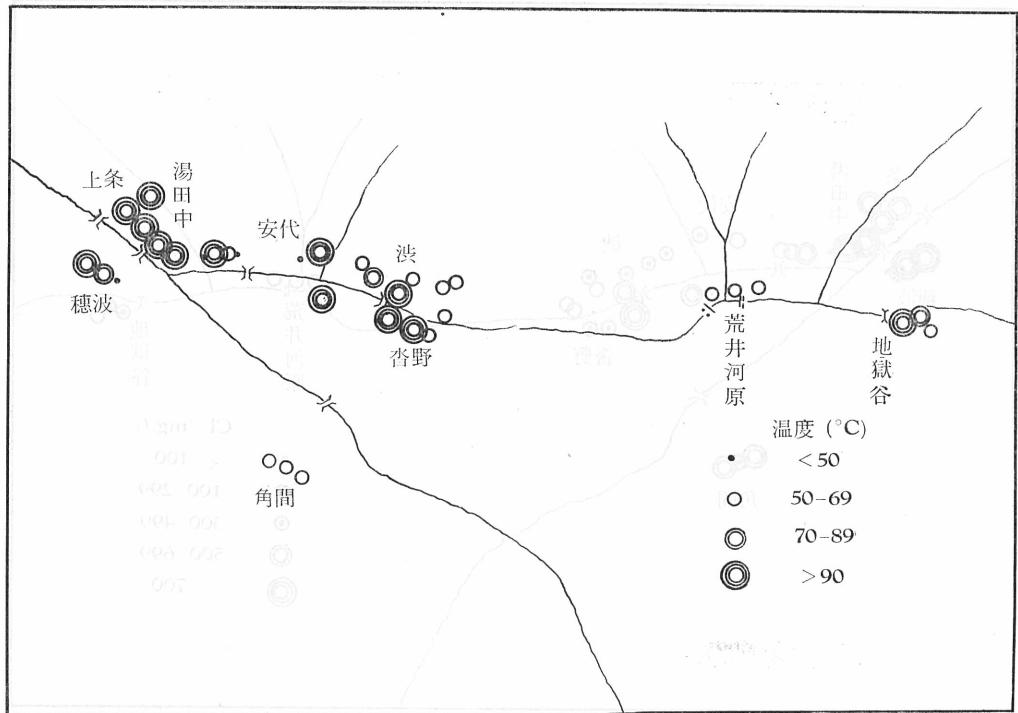 上条
湯田中
安代
渋
穂波
沓野
荒井河原
地獄谷
角間
温度 (°C)
<50
50-69
70-89
>90